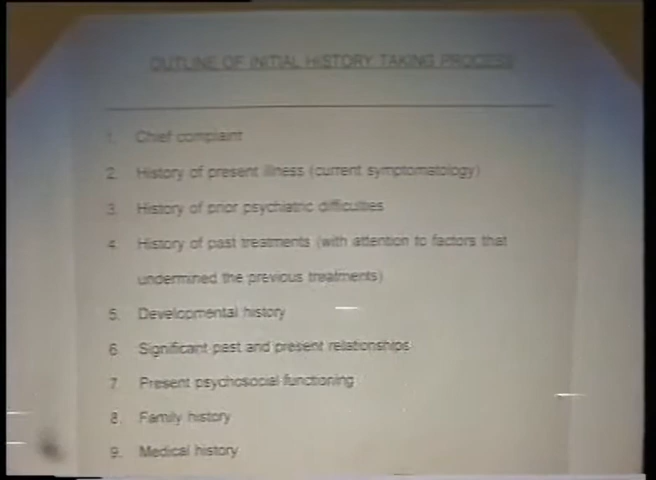 OUTLINE OF INITIAL HISTORY TAKING PROCESS
1. Chief complaint
2. History of present illness (current symptomatology)
3. History of prior psychiatric difficulties
4. History of past treatments (with attention to factors that
undermined the previous treatments)
5. Developmental history
6. Significant past and present relationships
7. Present psychosocial functioning
8. Family history
9. Medical history